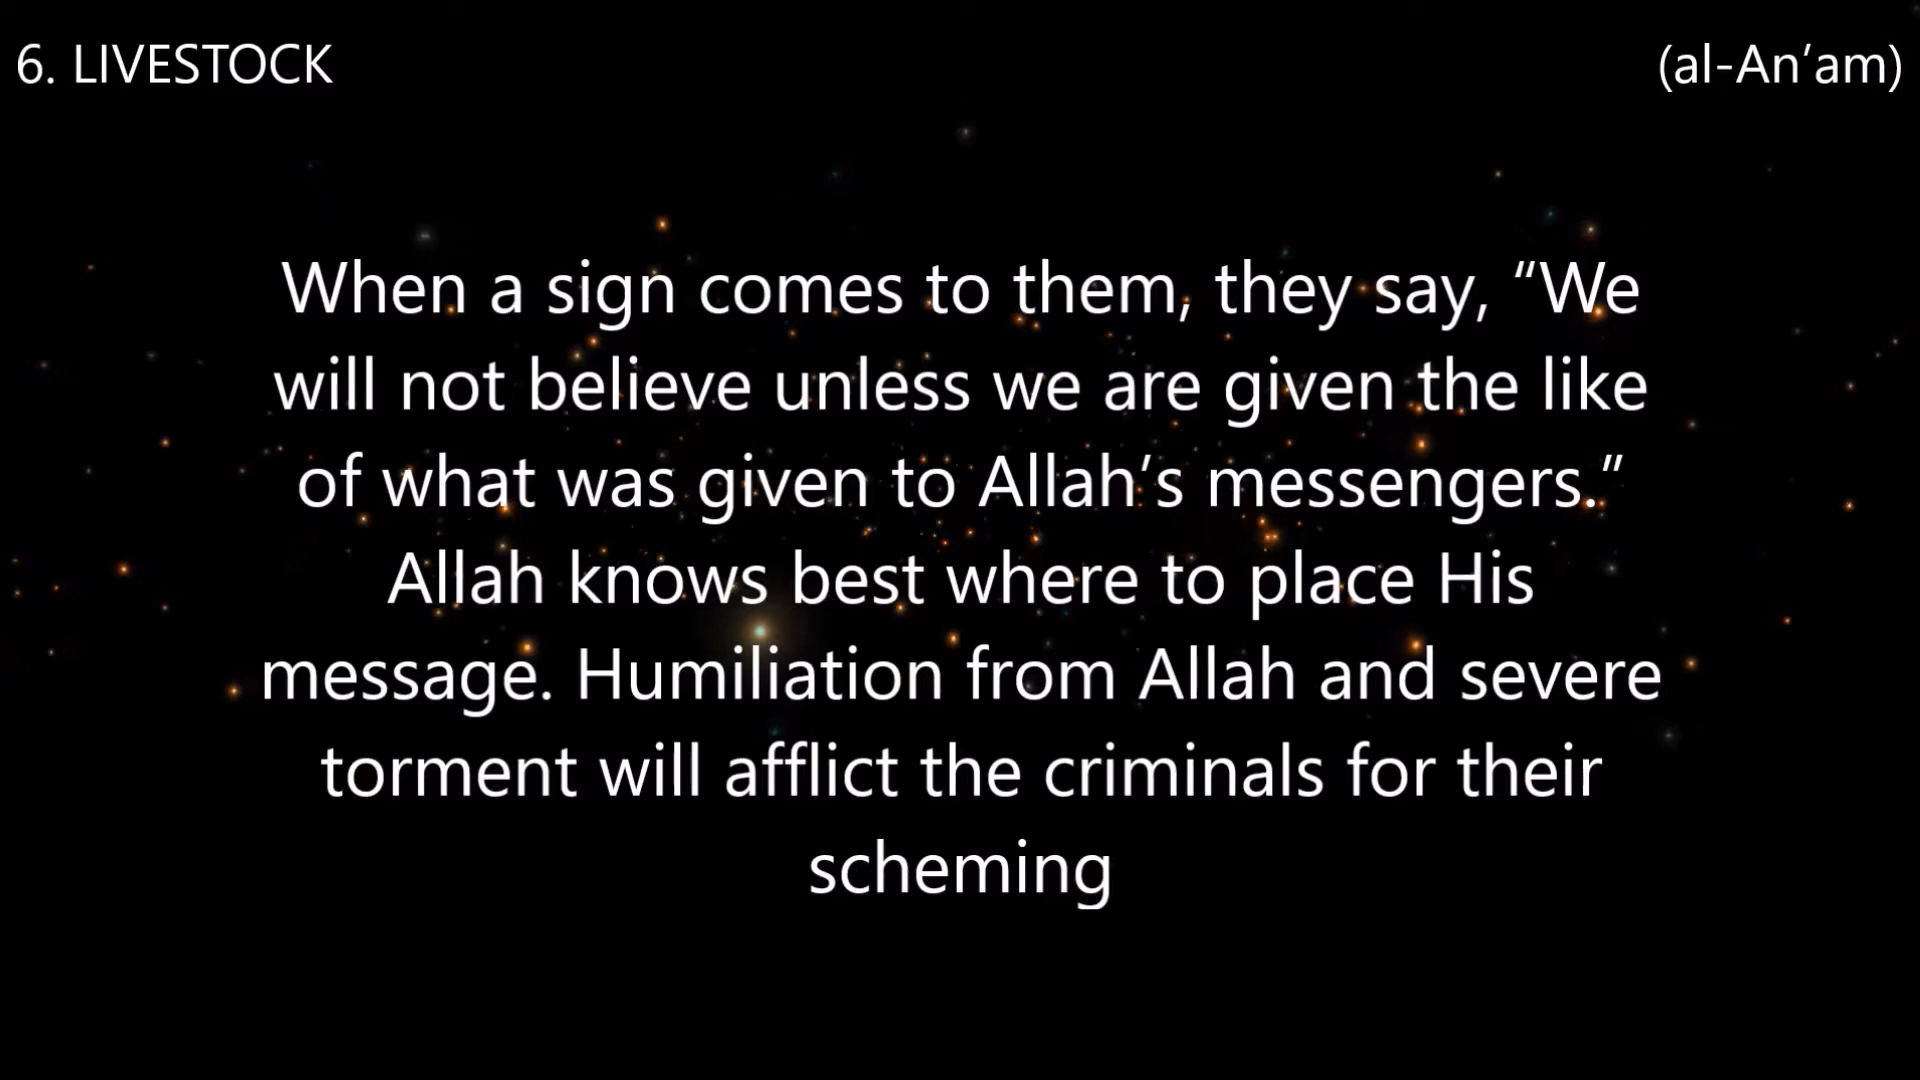 6. LIVESTOCK
(al-An’am)
When a sign comes to them, they say, “We
will not believe unless we are given the like
of what was given to Allah’s messengers.”
Allah knows best where to place His
message. Humiliation from Allah and severe
torment will afflict the criminals for their
scheming